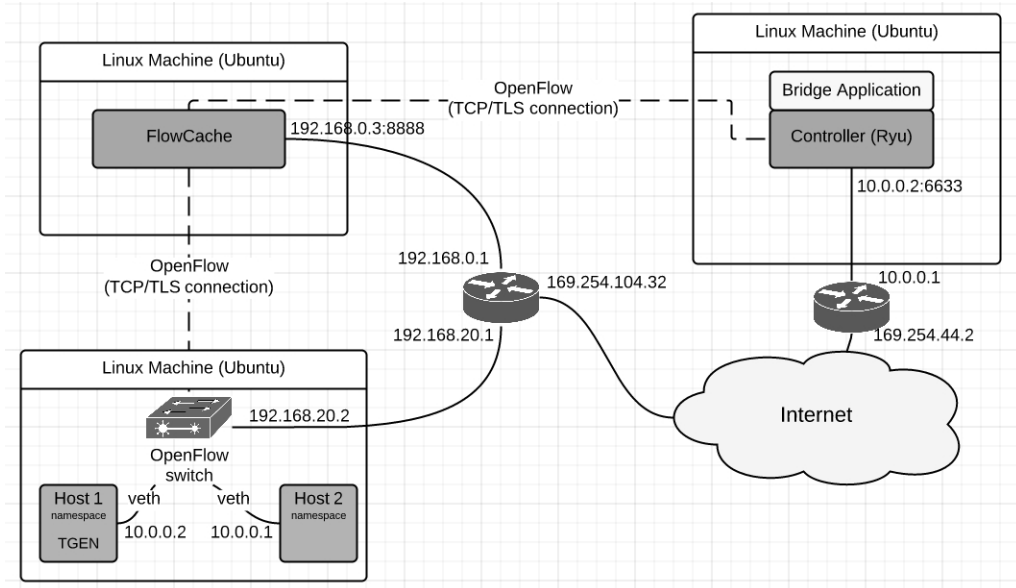 Linux Machine (Ubuntu)
FlowCache
192.168.0.3:8888
OpenFlow
(TCP/TLS connection)
Linux Machine (Ubuntu)
Bridge Application
Controller (Ryu)
10.0.0.2:6633
OpenFlow
(TCP/TLS connection)
192.168.0.1
169.254.104.32
192.168.20.1
10.0.0.1
169.254.44.2
Internet
Linux Machine (Ubuntu)
192.168.20.2
OpenFlow
switch
Host 1
namespace
TGEN
veth
10.0.0.2
veth
10.0.0.1
Host 2
namespace